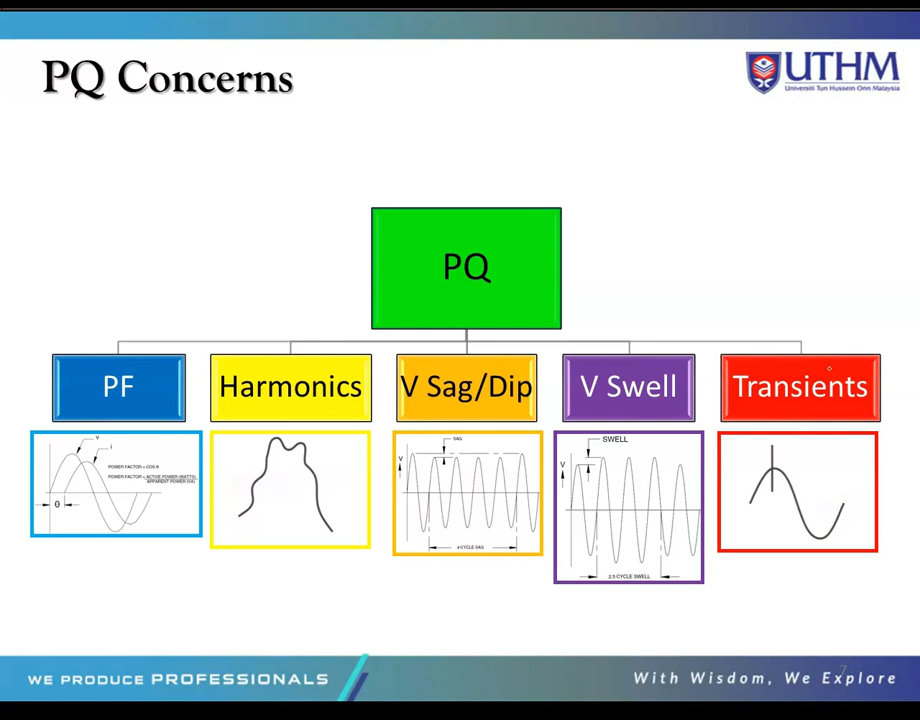 PQ Concerns
UTHM
Universiti Tun Hussein Onn Malaysia
PQ
PF
Harmonics
V Sag/Dip
V Swell
Transients
V
i
POWER FACTOR = COS θ
POWER FACTOR = ACTIVE POWER (WATTS)
APPARENT POWER (VA)
θ
SAG
V
4 CYCLE SAG
SWELL
V
2.5 CYCLE SWELL
WE PRODUCE PROFESSIONALS
With Wisdom, We Explore
7